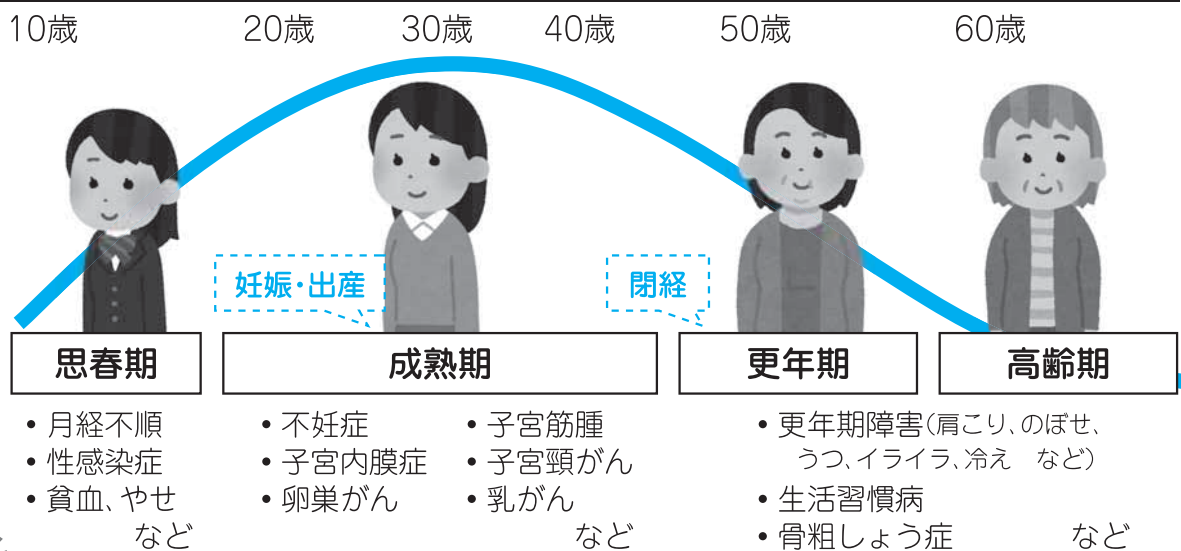 10歳 20歳 30歳 40歳 50歳 60歳
妊娠・出産
閉経
思春期
成熟期
更年期
高齢期
・月経不順
・性感染症
・貧血、やせ
など
・不妊症
・子宮内膜症
・卵巣がん
・子宮筋腫
・子宮頸がん
・乳がん
など
・更年期障害(肩こり、のぼせ、
うつ、イライラ、冷え など)
・生活習慣病
・骨粗しょう症 など